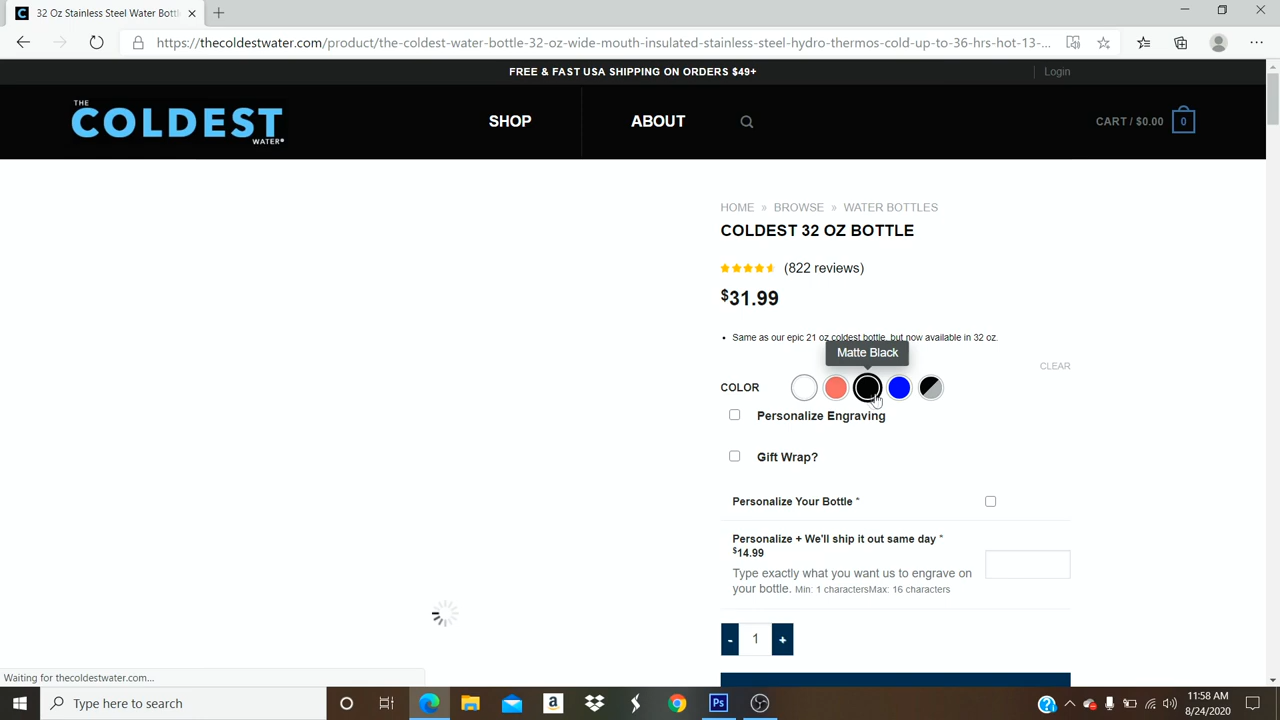 32 Oz Stainless Steel Water Bottl
https://thecoldestwater.com/product/the-coldest-water-bottle-32-oz-wide-mouth-insulated-stainless-steel-hydro-thermos-cold-up-to-36-hrs-hot-13-...
FREE & FAST USA SHIPPING ON ORDERS $49+
Login
THE
COLDEST
WATER®
SHOP
ABOUT
CART / $0.00
0
HOME » BROWSE » WATER BOTTLES
COLDEST 32 OZ BOTTLE
(822 reviews)
$31.99
• Same as our epic 21 oz coldest bottle, but now available in 32 oz.
Matte Black
CLEAR
COLOR
Personalize Engraving
Gift Wrap?
Personalize Your Bottle *
Personalize + We'll ship it out same day *
$14.99
Type exactly what you want us to engrave on
your bottle. Min: 1 charactersMax: 16 characters
- 1 +
Waiting for thecoldestwater.com...
Type here to search
11:58 AM
8/24/2020